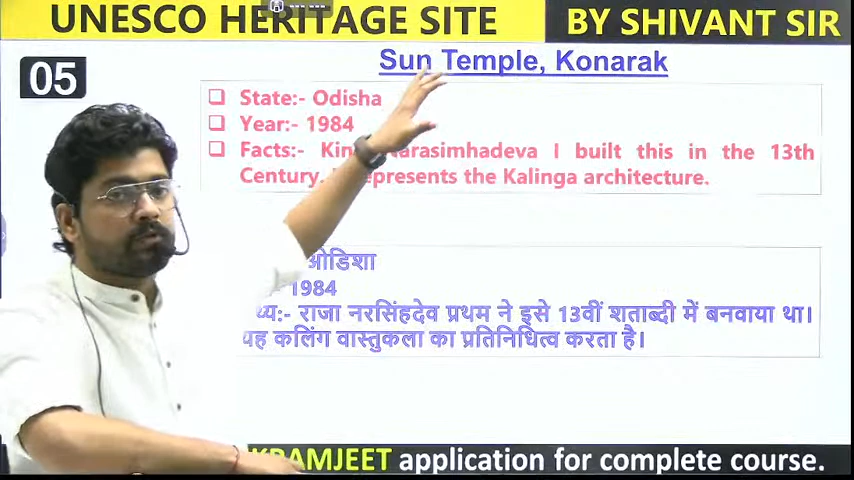 UNESCO HERITAGE SITE
BY SHIVANT SIR
05
Sun Temple, Konarak
❑ State:- Odisha
❑ Year:- 1984
❑ Facts:- Narasimhadeva I built this in the 13th
Century. represents the Kalinga architecture.
ओडिशा
1984
राजा नरसिंहदेव प्रथम ने इसे 13वीं शताब्दी में बनवाया था।
यह कलिंग वास्तुकला का प्रतिनिधित्व करता है।
KRAMJEET application for complete course.